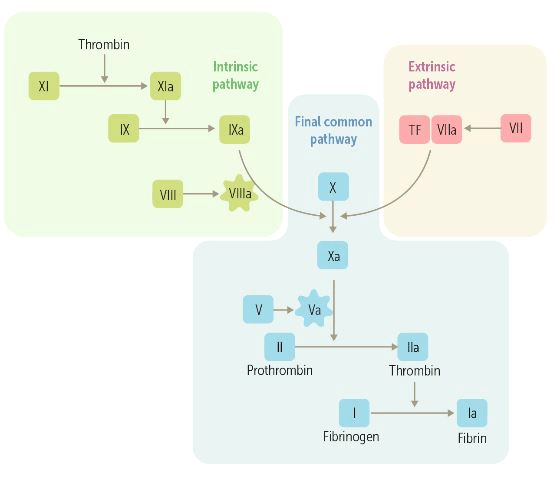 Thrombin
Intrinsic
pathway
XI
XIa
IX
IXa
VIII
VIIIa
Extrinsic
pathway
TF
VIIa
VII
Final common
pathway
X
Xa
V
Va
II
Prothrombin
IIa
Thrombin
I
Fibrinogen
Ia
Fibrin